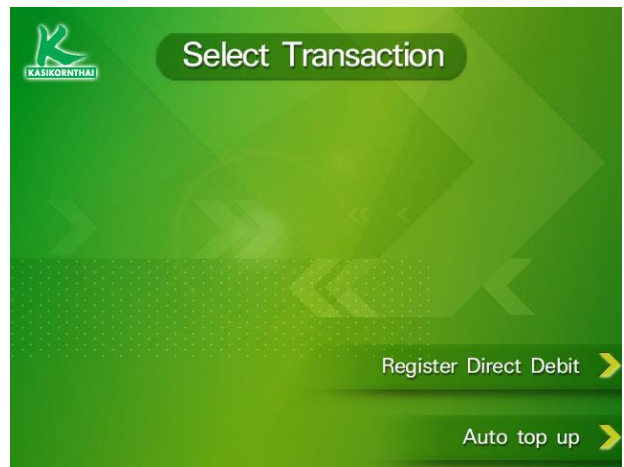 KASIKORNTHAI
Select Transaction
Register Direct Debit
Auto top up